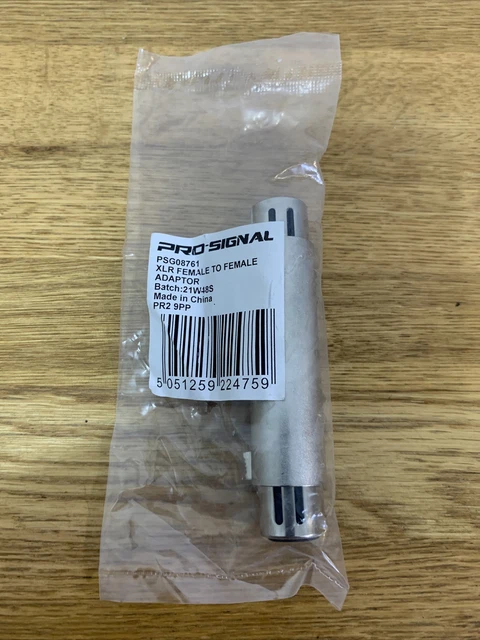 PRO-SIGNAL
PSG08761
XLR FEMALE TO FEMALE
ADAPTOR
Batch:21W48S
Made in China
PR2 9PP
5 051259 224759